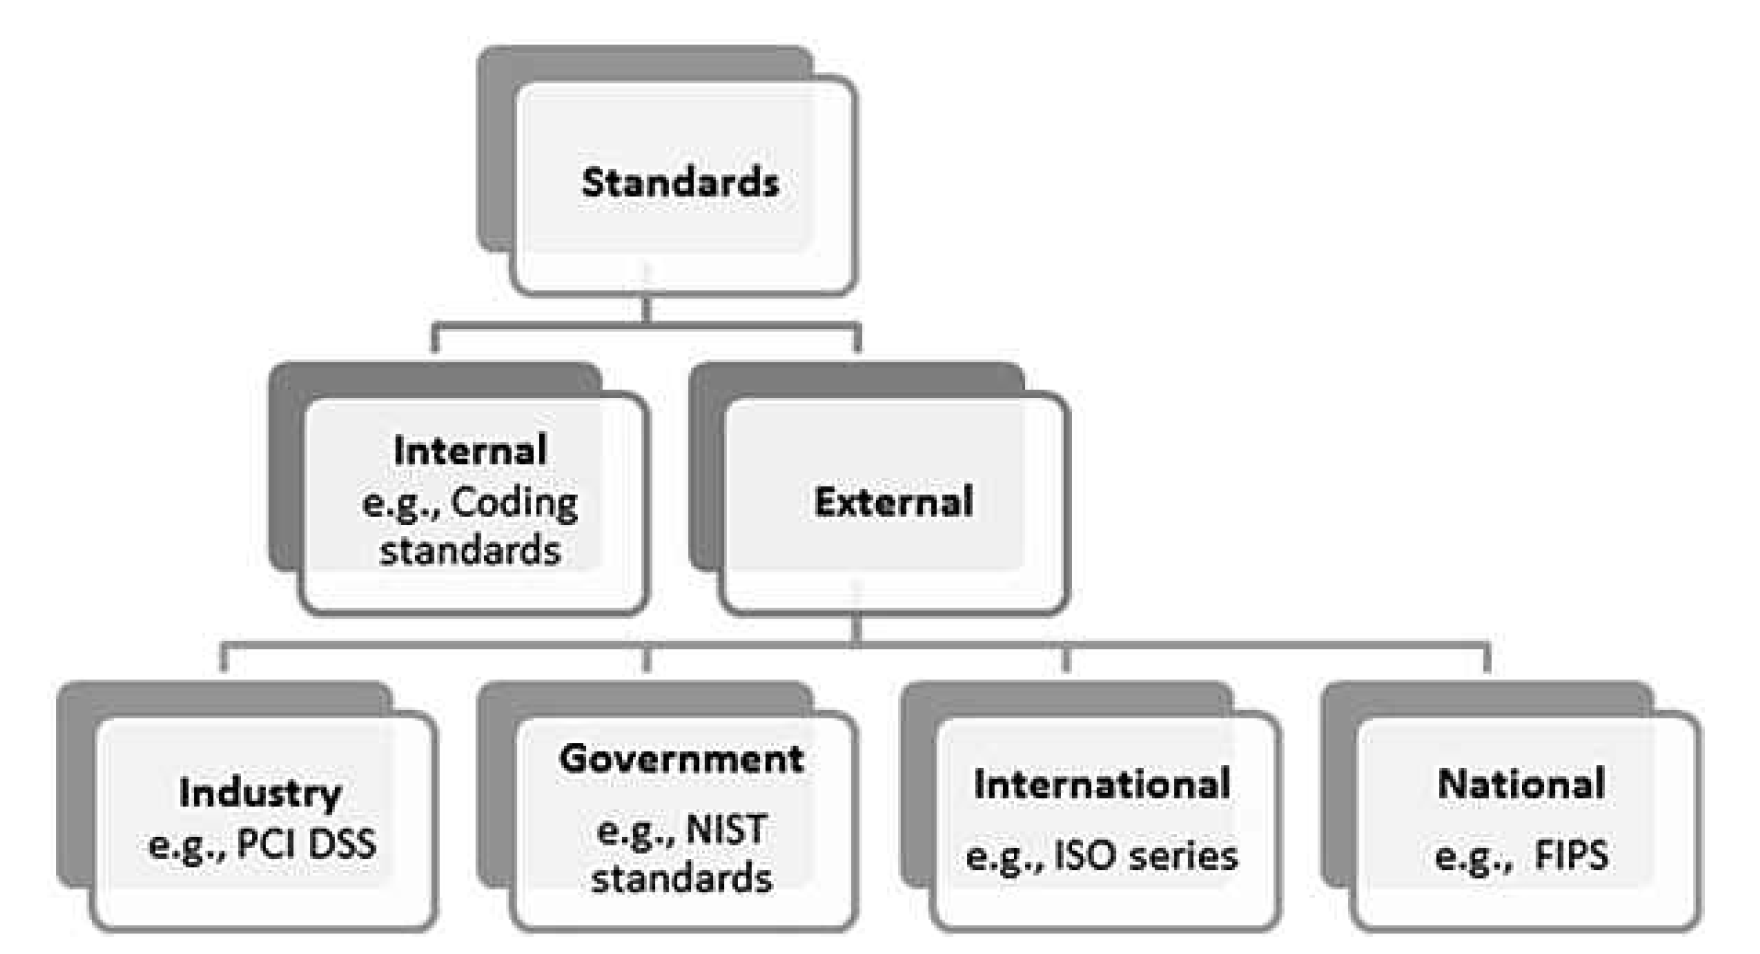 Standards
Internal
e.g., Coding
standards
External
Industry
e.g., PCI DSS
Government
e.g., NIST
standards
International
e.g., ISO series
National
e.g., FIPS